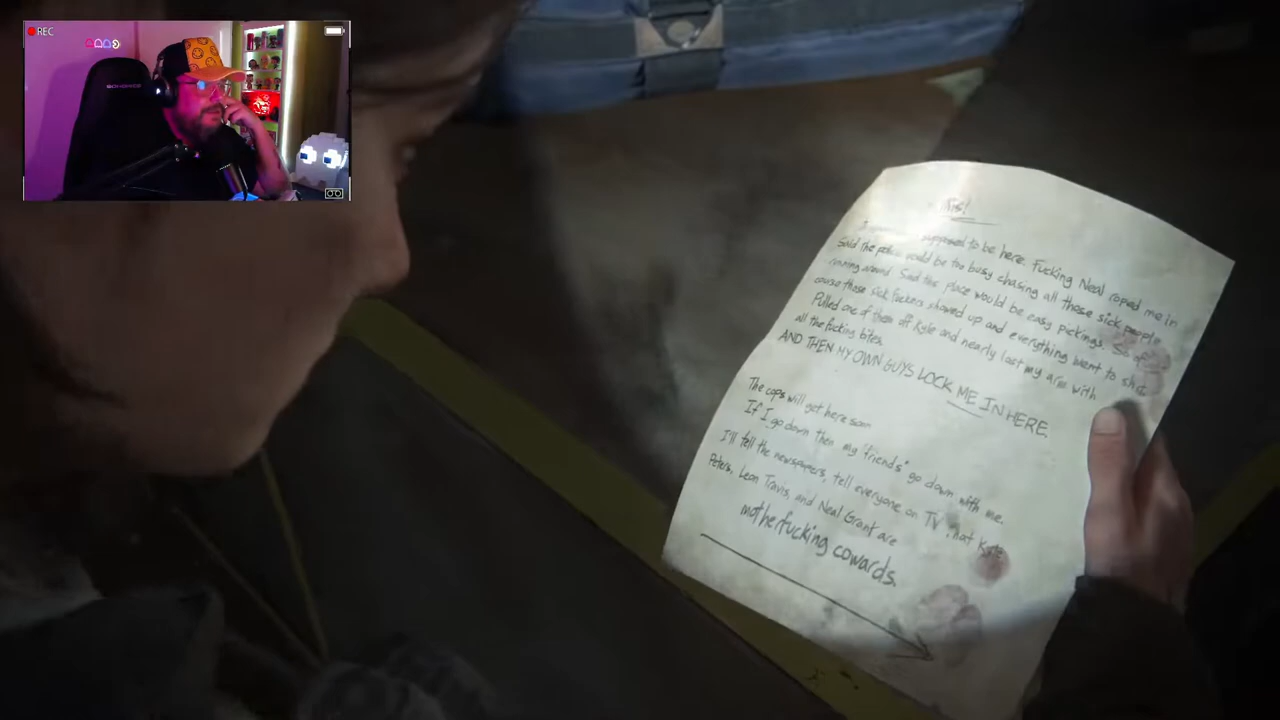 REC
supposed to be here. Fucking Neal roped me in
Said the police would be too busy chasing all those sick people
running around. Said this place would be easy pickings. So of
course those sick fuckers showed up and everything went to shit.
Pulled one of them off Kyle and nearly lost my arm with
all the fucking bites.
AND THEN MY OWN GUYS LOCK ME IN HERE.
The cops will get here soon
If I go down then my "friends" go down with me.
I'll tell the newspapers, tell everyone on TV that Kyle
Peters, Leon Travis, and Neal Grant are
motherfucking cowards.